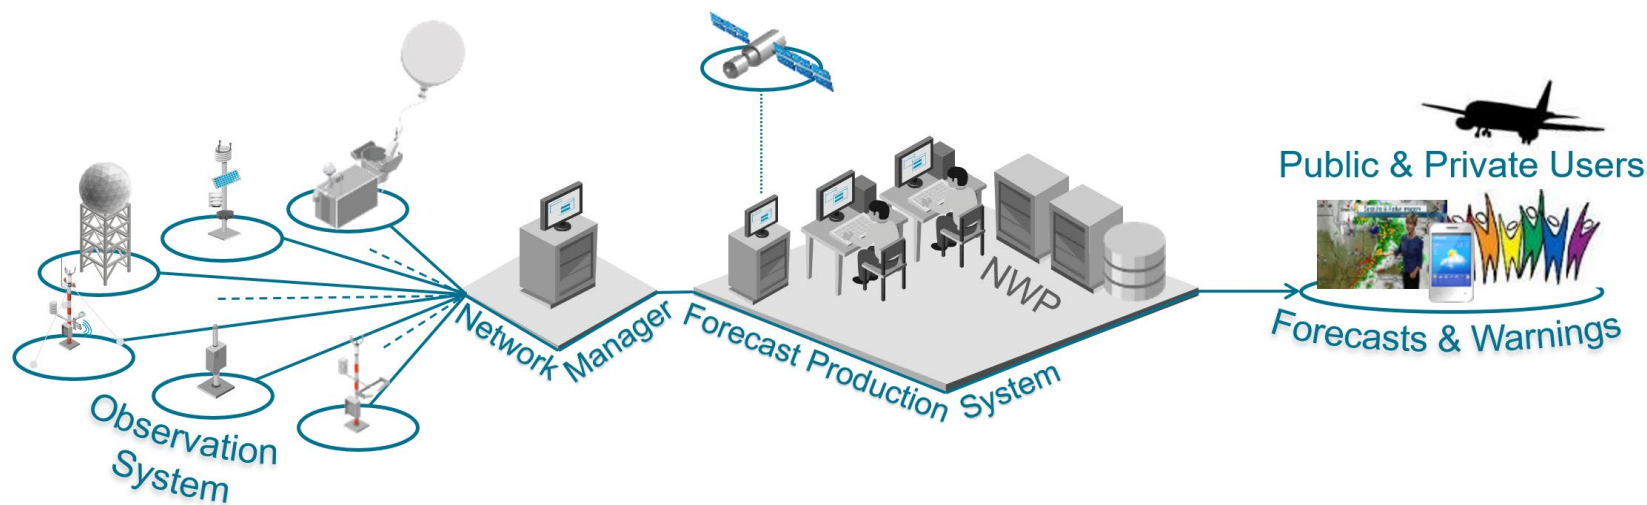 Observation
System
Network
Manager
Forecast Production
System
NWP
Public & Private Users
Forecasts & Warnings